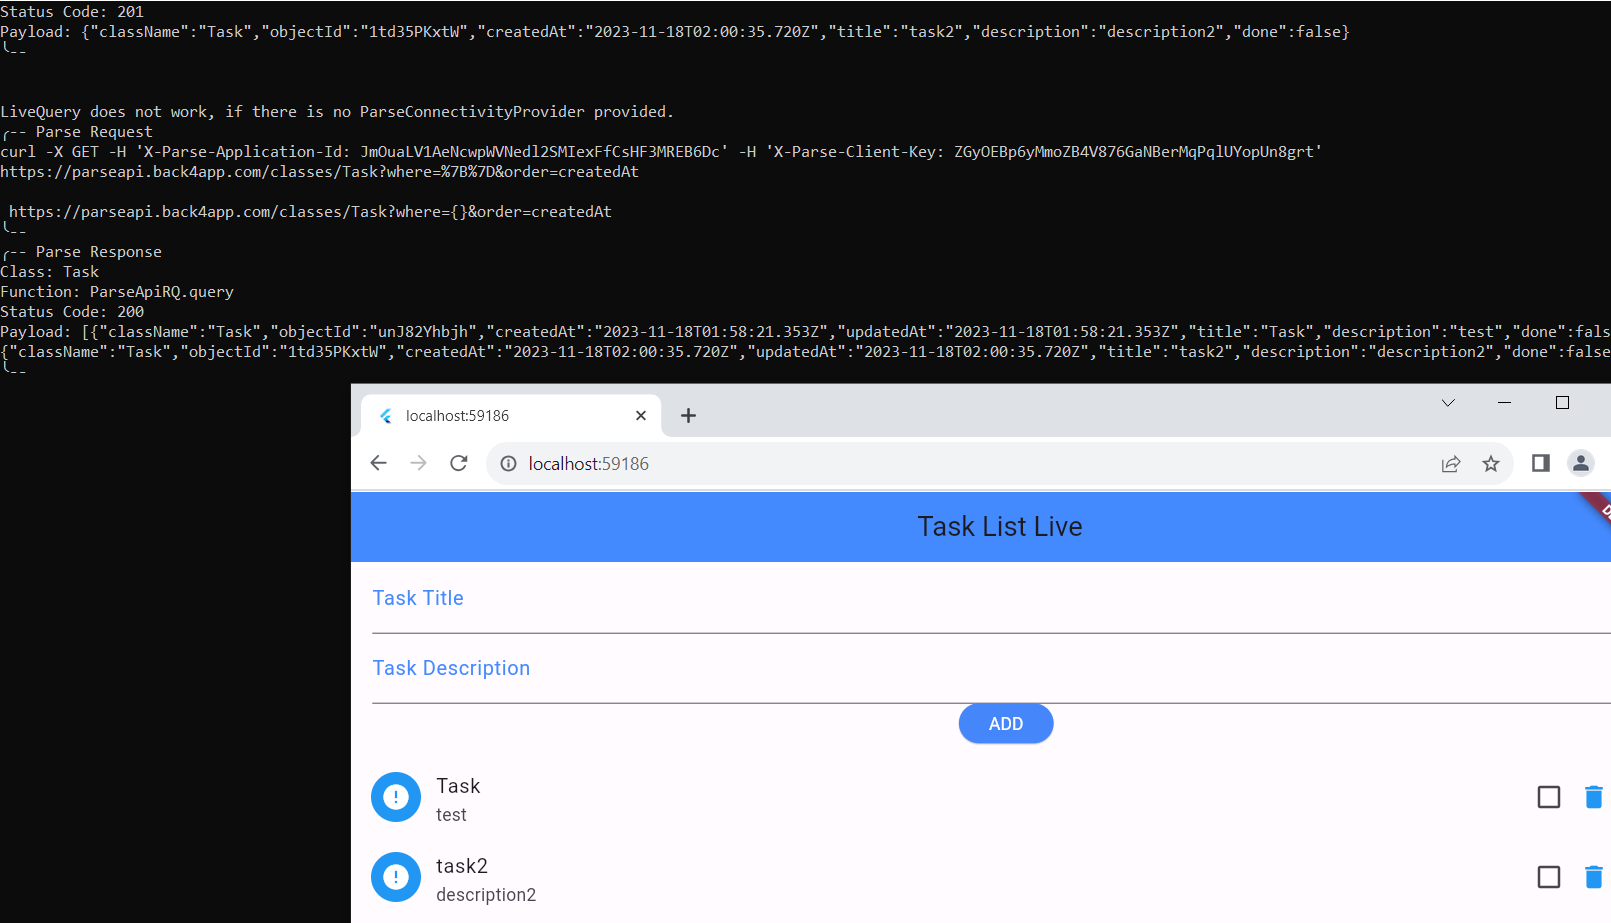 Status Code: 201
Payload: {"className":"Task","objectId":"1td35PKxtW","createdAt":"2023-11-18T02:00:35.720Z","title":"task2","description":"description2","done":false}
╰--
LiveQuery does not work, if there is no ParseConnectivityProvider provided.
╭-- Parse Request
curl -X GET -H 'X-Parse-Application-Id: JmOuaLV1AeNcwpWVNedl2SMIexFfCsHF3MREB6Dc' -H 'X-Parse-Client-Key: ZGyOEBp6yMmoZB4V876GaNBerMqPqlUYopUn8grt'
https://parseapi.back4app.com/classes/Task?where=%7B%7D&order=createdAt
https://parseapi.back4app.com/classes/Task?where={}&order=createdAt
╰--
╭-- Parse Response
Class: Task
Function: ParseApiRQ.query
Status Code: 200
Payload: [{"className":"Task","objectId":"unJ82Yhbjh","createdAt":"2023-11-18T01:58:21.353Z","updatedAt":"2023-11-18T01:58:21.353Z","title":"Task","description":"test","done":fals
{"className":"Task","objectId":"1td35PKxtW","createdAt":"2023-11-18T02:00:35.720Z","updatedAt":"2023-11-18T02:00:35.720Z","title":"task2","description":"description2","done":false
╰--
localhost:59186
localhost:59186
Task List Live
Task Title
Task Description
ADD
Task
test
task2
description2